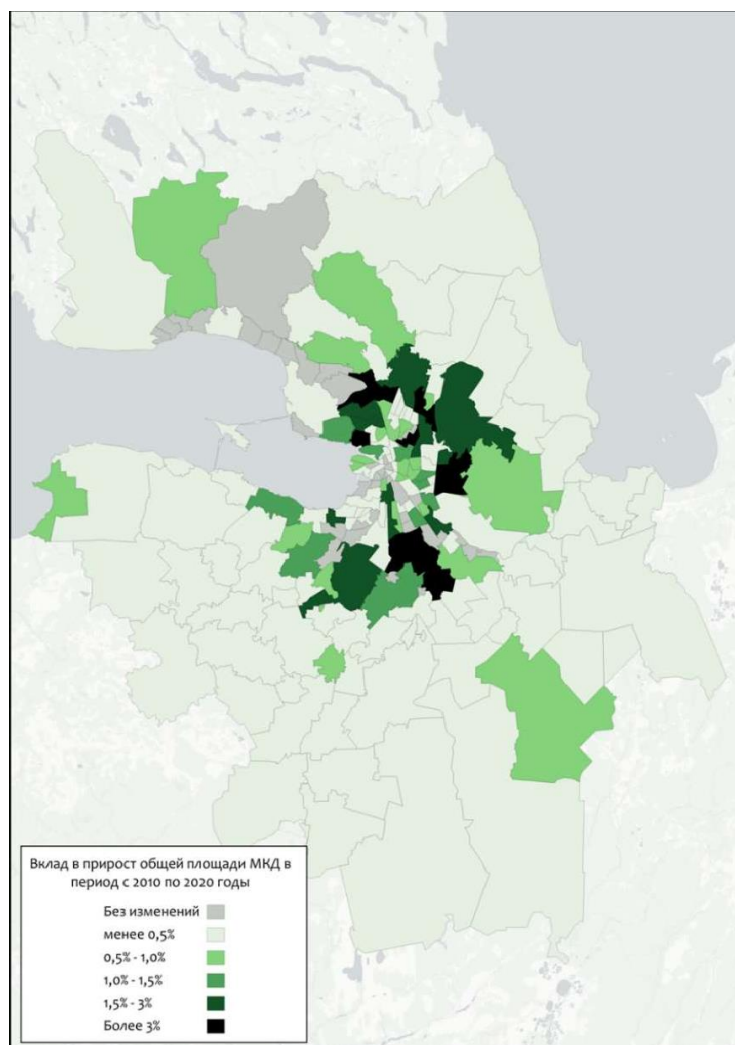 Вклад в прирост общей площади МКД в
период с 2010 по 2020 годы
Без изменений
менее 0,5%
0,5% - 1,0%
1,0% - 1,5%
1,5% - 3%
Более 3%